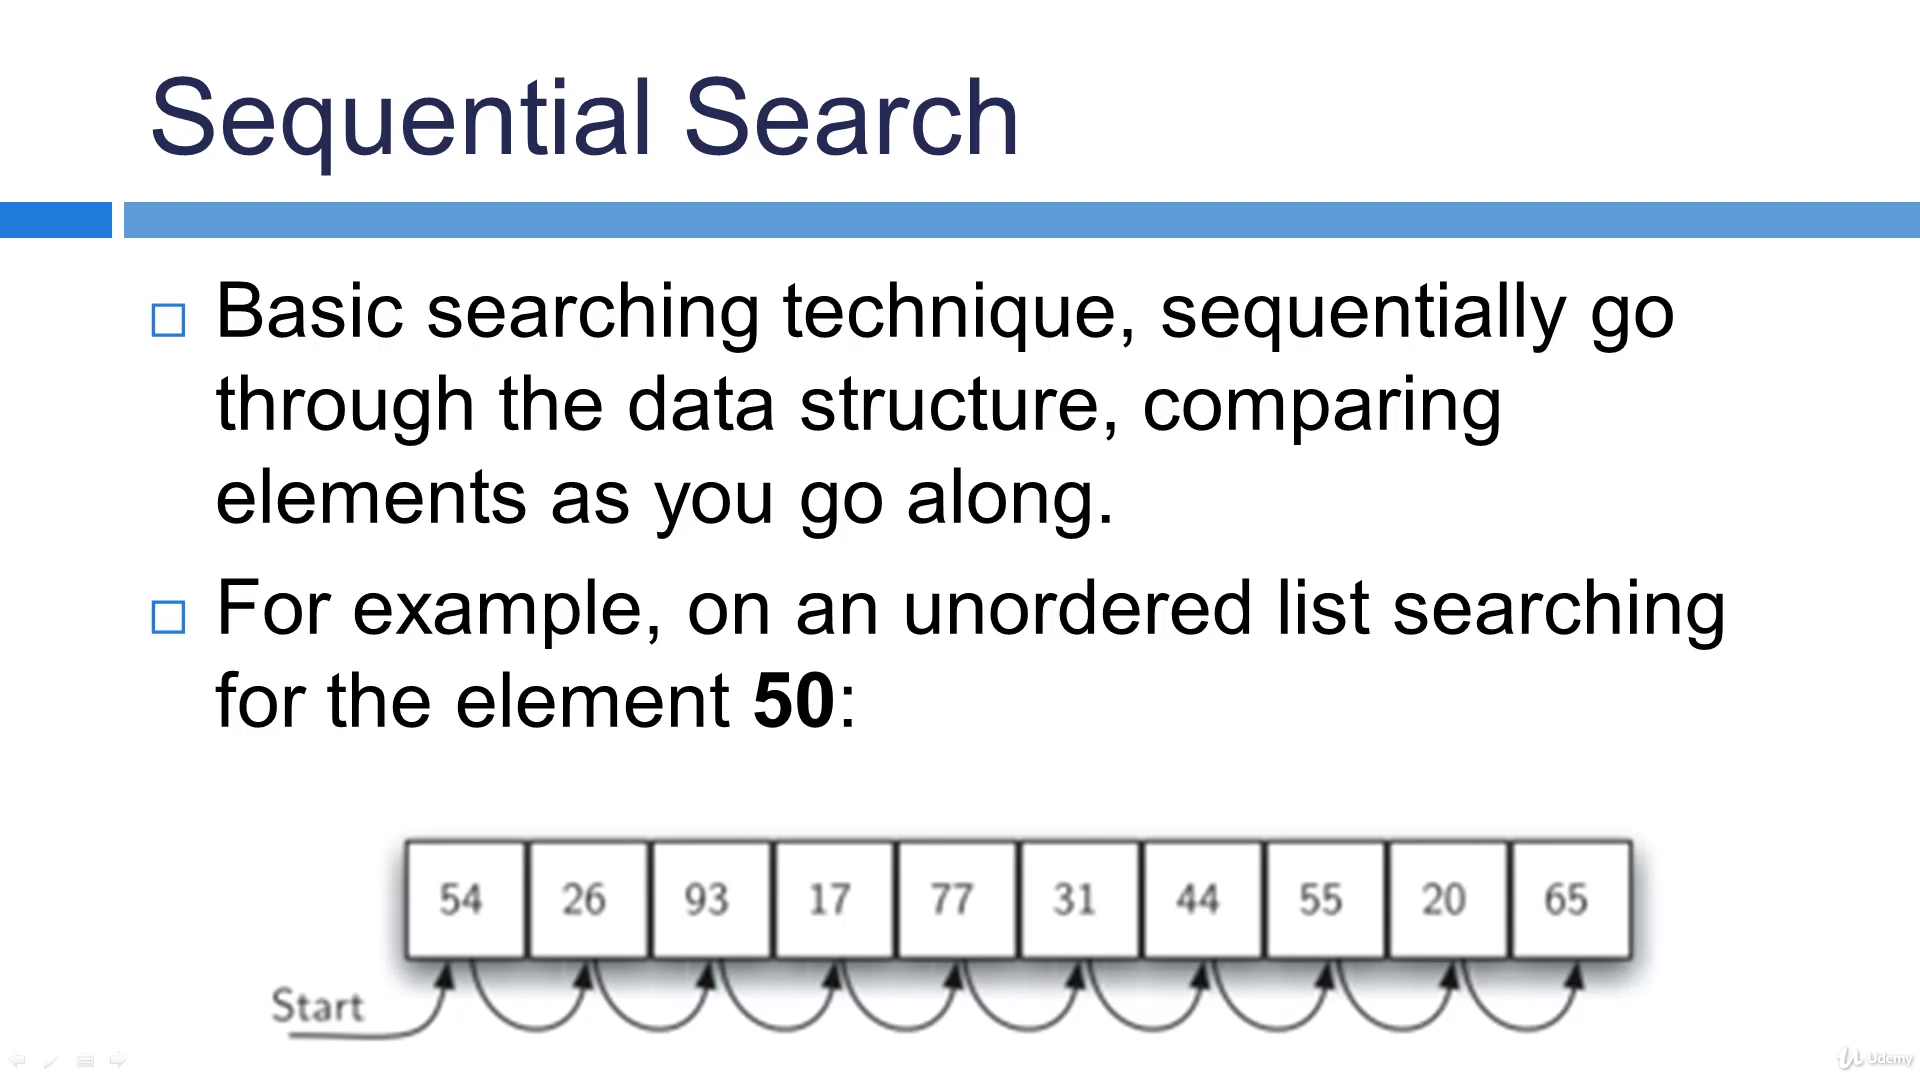 Sequential Search
Basic searching technique, sequentially go
through the data structure, comparing
elements as you go along.
For example, on an unordered list searching
for the element 50:
54 26 93 17 77 31 44 55 20 65
Start
Udemy